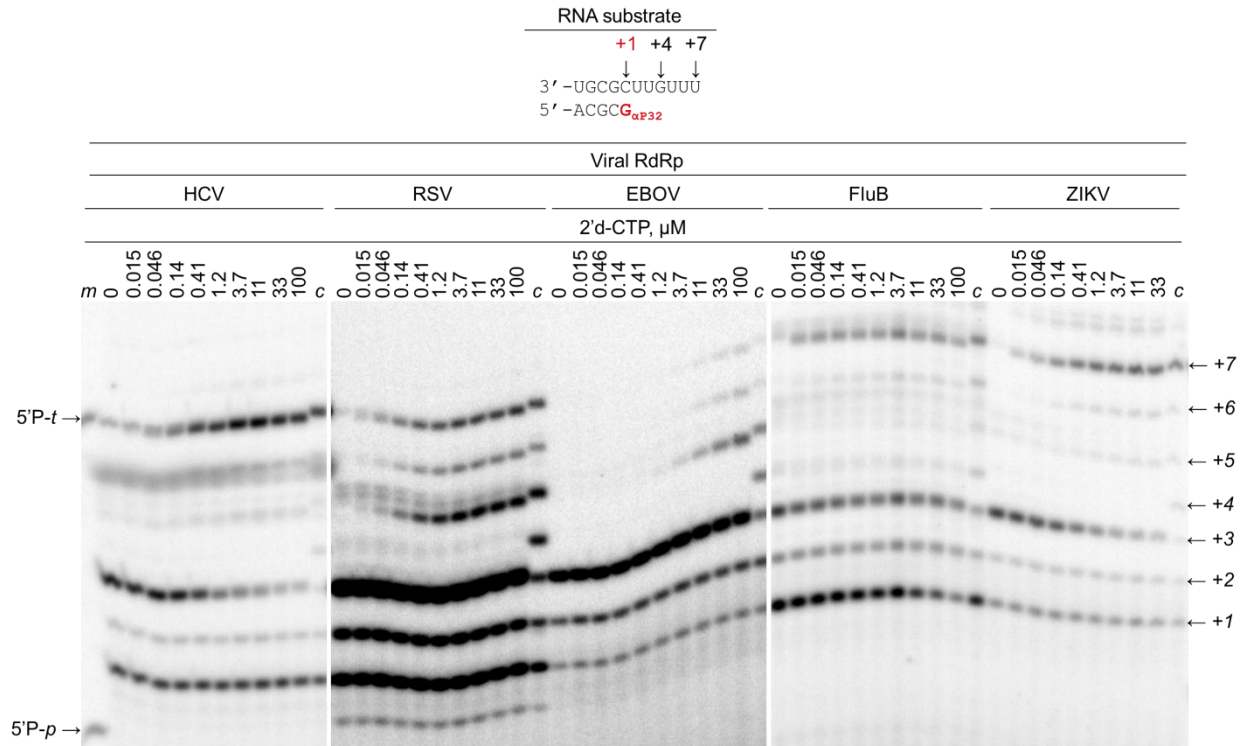 RNA substrate
+1 +4 +7
↓ ↓ ↓
3′-UGCGCUUGUUU
5′-ACGCGαP32
Viral RdRp
HCV RSV EBOV FluB ZIKV
2’d-CTP, µM
m 0 0.015 0.046 0.14 0.41 1.2 3.7 11 33 100 c 0 0.015 0.046 0.14 0.41 1.2 3.7 11 33 100 c 0 0.015 0.046 0.14 0.41 1.2 3.7 11 33 100 c 0 0.015 0.046 0.14 0.41 1.2 3.7 11 33 100 c 0 0.015 0.046 0.14 0.41 1.2 3.7 11 33 c
← +7
← +6
5'P-t →
← +5
← +4
← +3
← +2
← +1
5'P-p →